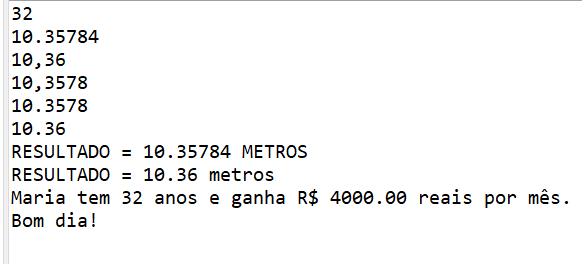 32
10.35784
10,36
10,3578
10.3578
10.36
RESULTADO = 10.35784 METROS
RESULTADO = 10.36 metros
Maria tem 32 anos e ganha R$ 4000.00 reais por mês.
Bom dia!